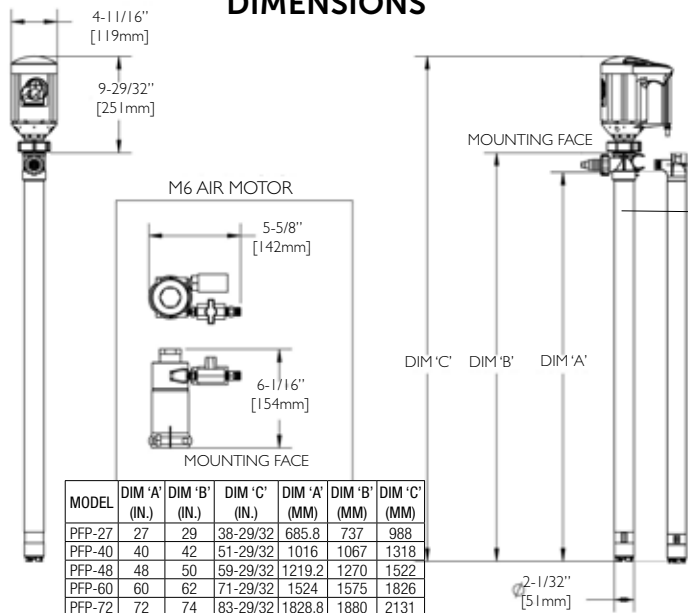 DIMENSIONS
4-11/16"
[119mm]
9-29/32"
[251mm]
MOUNTING FACE
M6 AIR MOTOR
5-5/8"
[142mm]
DIM 'C' DIM 'B' DIM 'A'
6-1/16"
[154mm]
MOUNTING FACE
MODEL DIM 'A' (IN.) DIM 'B' (IN.) DIM 'C' (IN.) DIM 'A' (MM) DIM 'B' (MM) DIM 'C' (MM)
PFP-27 27 29 38-29/32 685.8 737 988
PFP-40 40 42 51-29/32 1016 1067 1318
PFP-48 48 50 59-29/32 1219.2 1270 1522
PFP-60 60 62 71-29/32 1524 1575 1826
PFP-72 72 74 83-29/32 1828.8 1880 2131
Ø2-1/32"
[51mm]